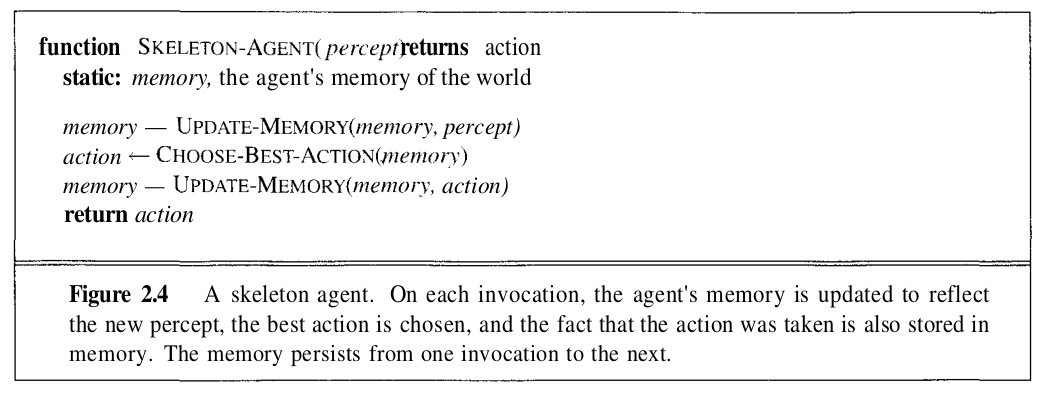 function SKELETON-AGENT( percept) returns action
static: memory, the agent's memory of the world
memory — UPDATE-MEMORY(memory, percept)
action ← CHOOSE-BEST-ACTION(memory)
memory — UPDATE-MEMORY(memory, action)
return action
Figure 2.4 A skeleton agent. On each invocation, the agent's memory is updated to reflect
the new percept, the best action is chosen, and the fact that the action was taken is also stored in
memory. The memory persists from one invocation to the next.